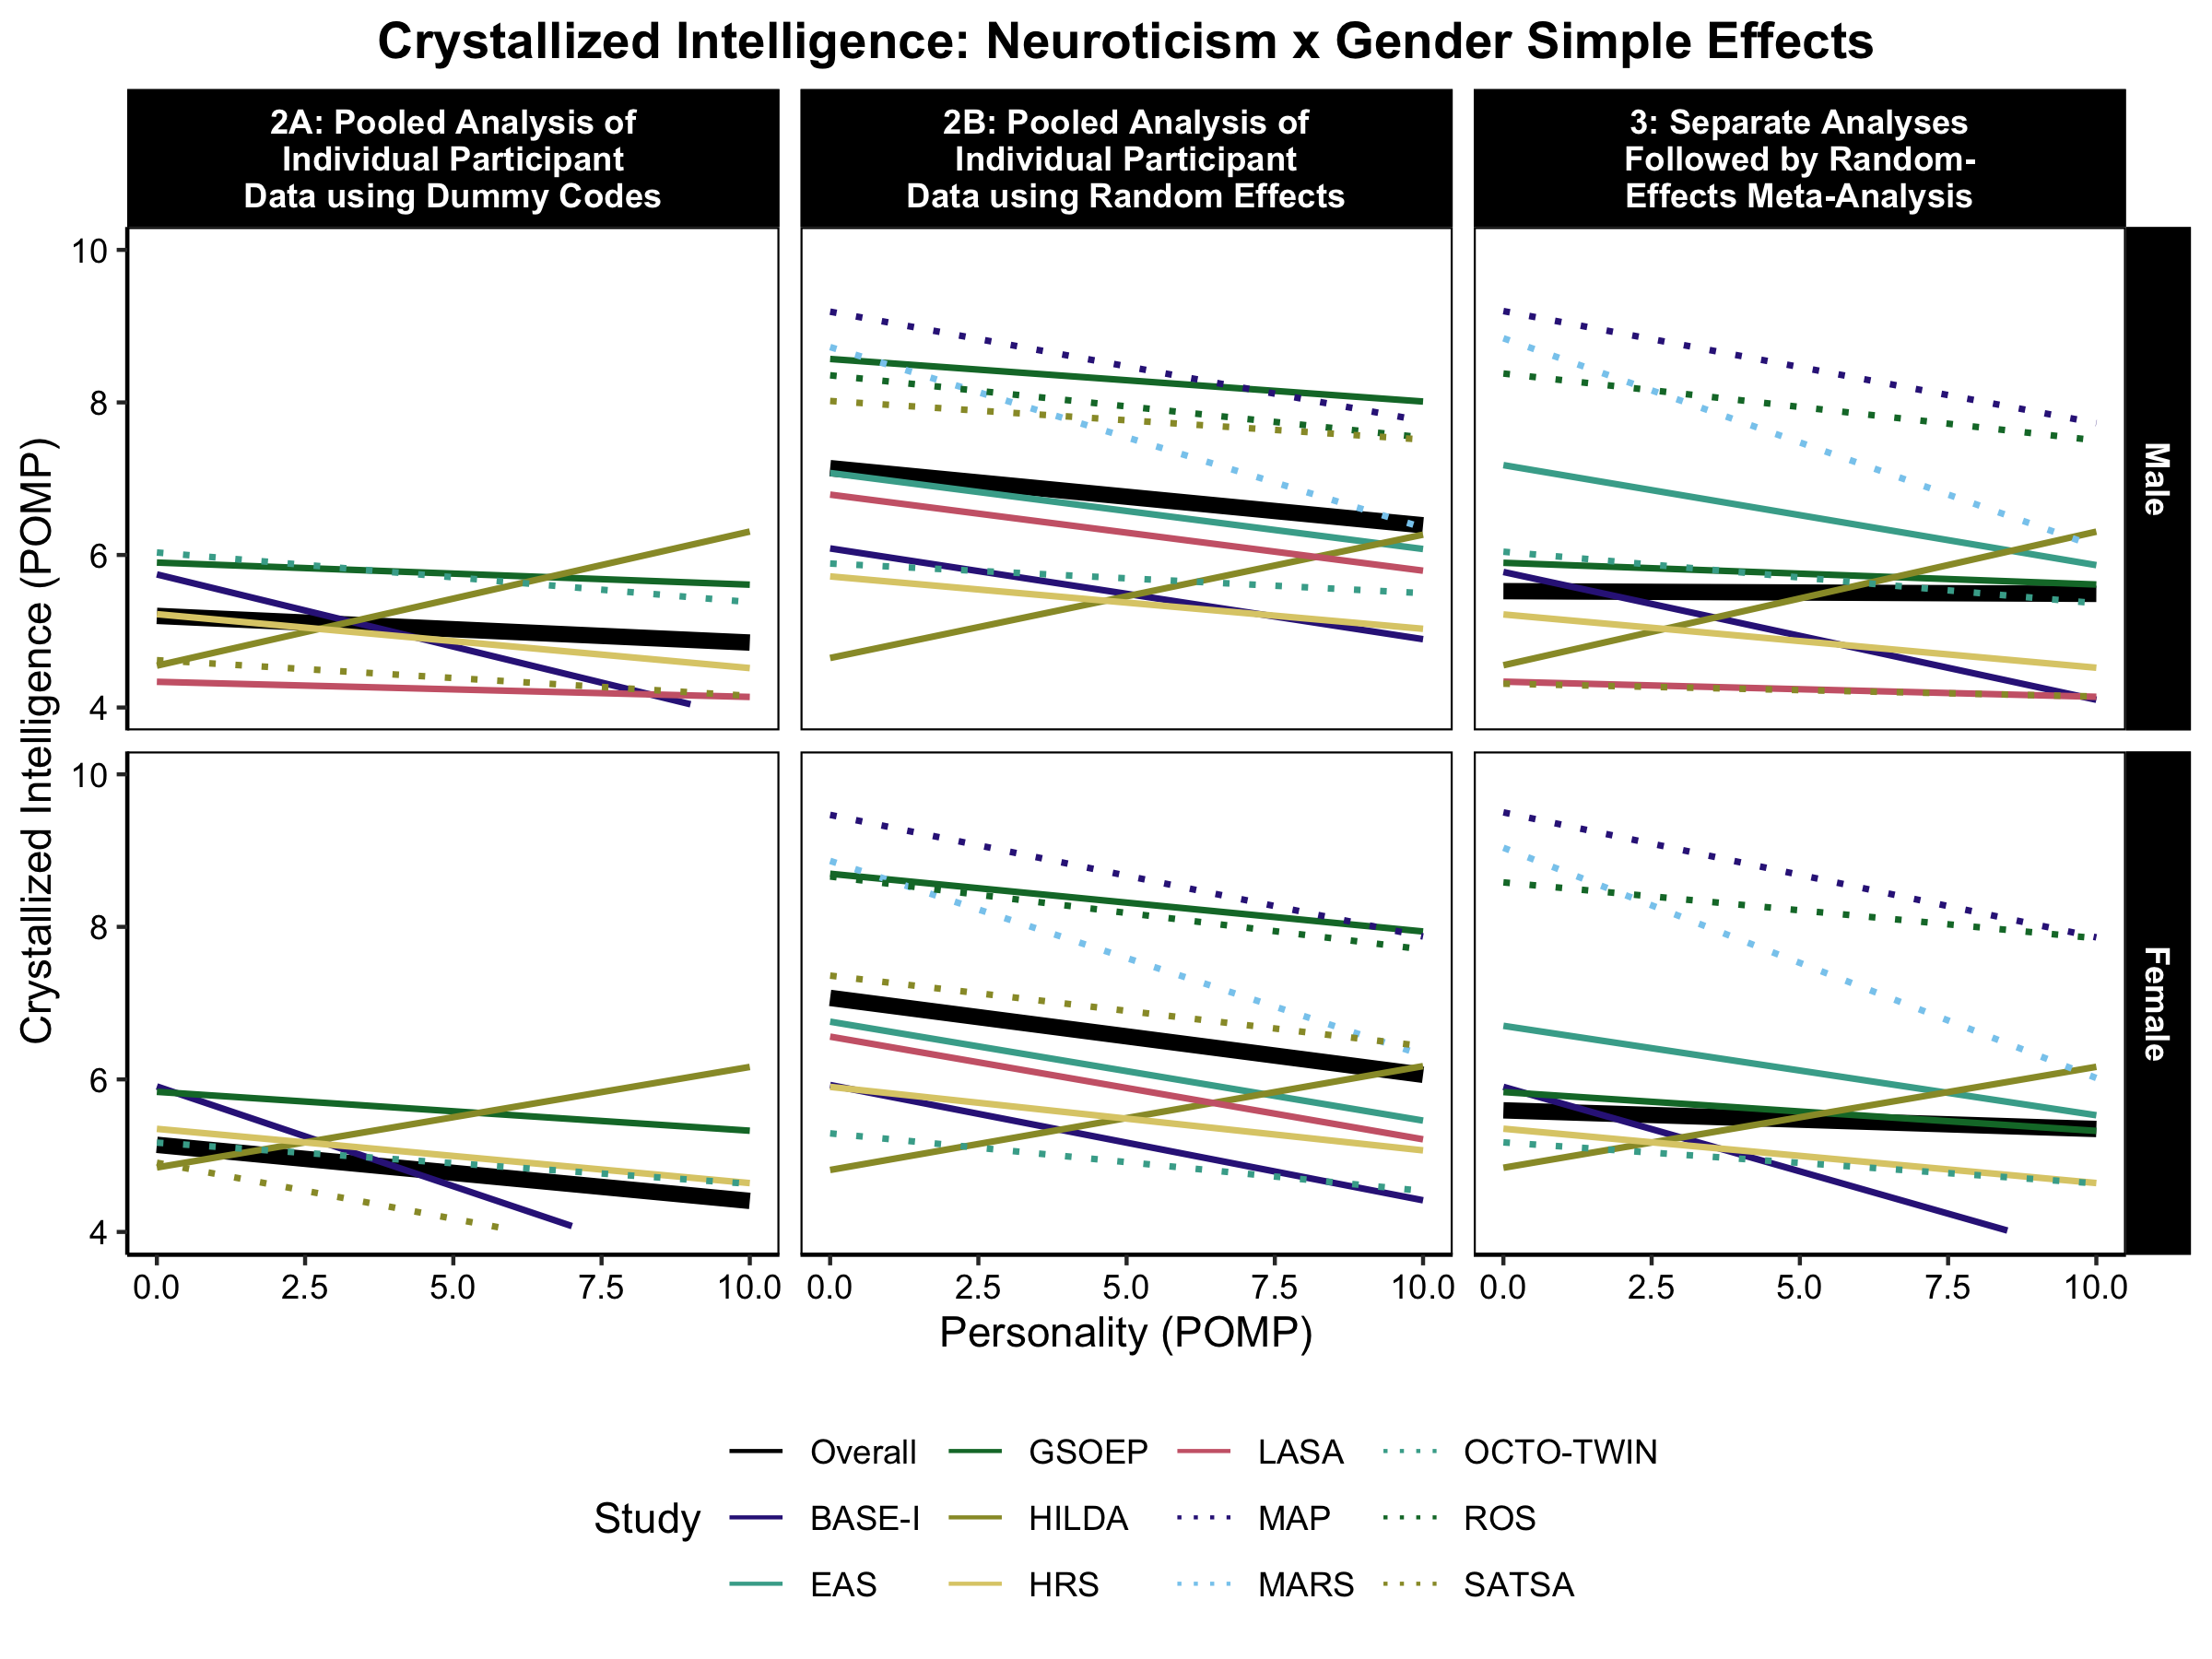 Crystallized Intelligence: Neuroticism x Gender Simple Effects
2A: Pooled Analysis of
Individual Participant
Data using Dummy Codes
2B: Pooled Analysis of
Individual Participant
Data using Random Effects
3: Separate Analyses
Followed by Random-
Effects Meta-Analysis
Crystallized Intelligence (POMP)
10
8
6
4
Male
10
8
6
4
Female
0.0 2.5 5.0 7.5 10.0
0.0 2.5 5.0 7.5 10.0
0.0 2.5 5.0 7.5 10.0
Personality (POMP)
Study
Overall
BASE-I
EAS
GSOEP
HILDA
HRS
LASA
MAP
MARS
OCTO-TWIN
ROS
SATSA